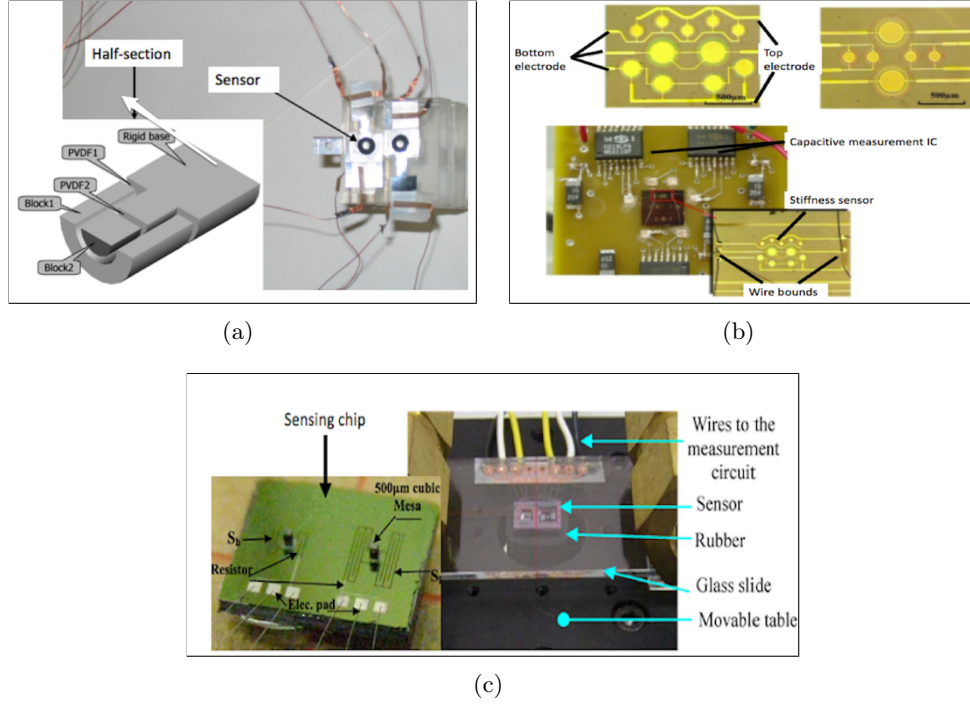 Half-section
Sensor
Rigid base
PVDF1
PVDF2
Block1
Block2
(a)
Bottom
electrode
Top
electrode
500μm
500μm
Capacitive measurement IC
Stiffness sensor
Wire bounds
(b)
Sensing chip
500μm cubic
Mesa
Sh
Resistor
Elec. pad
Wires to the
measurement
circuit
Sensor
Rubber
Glass slide
Movable table
(c)